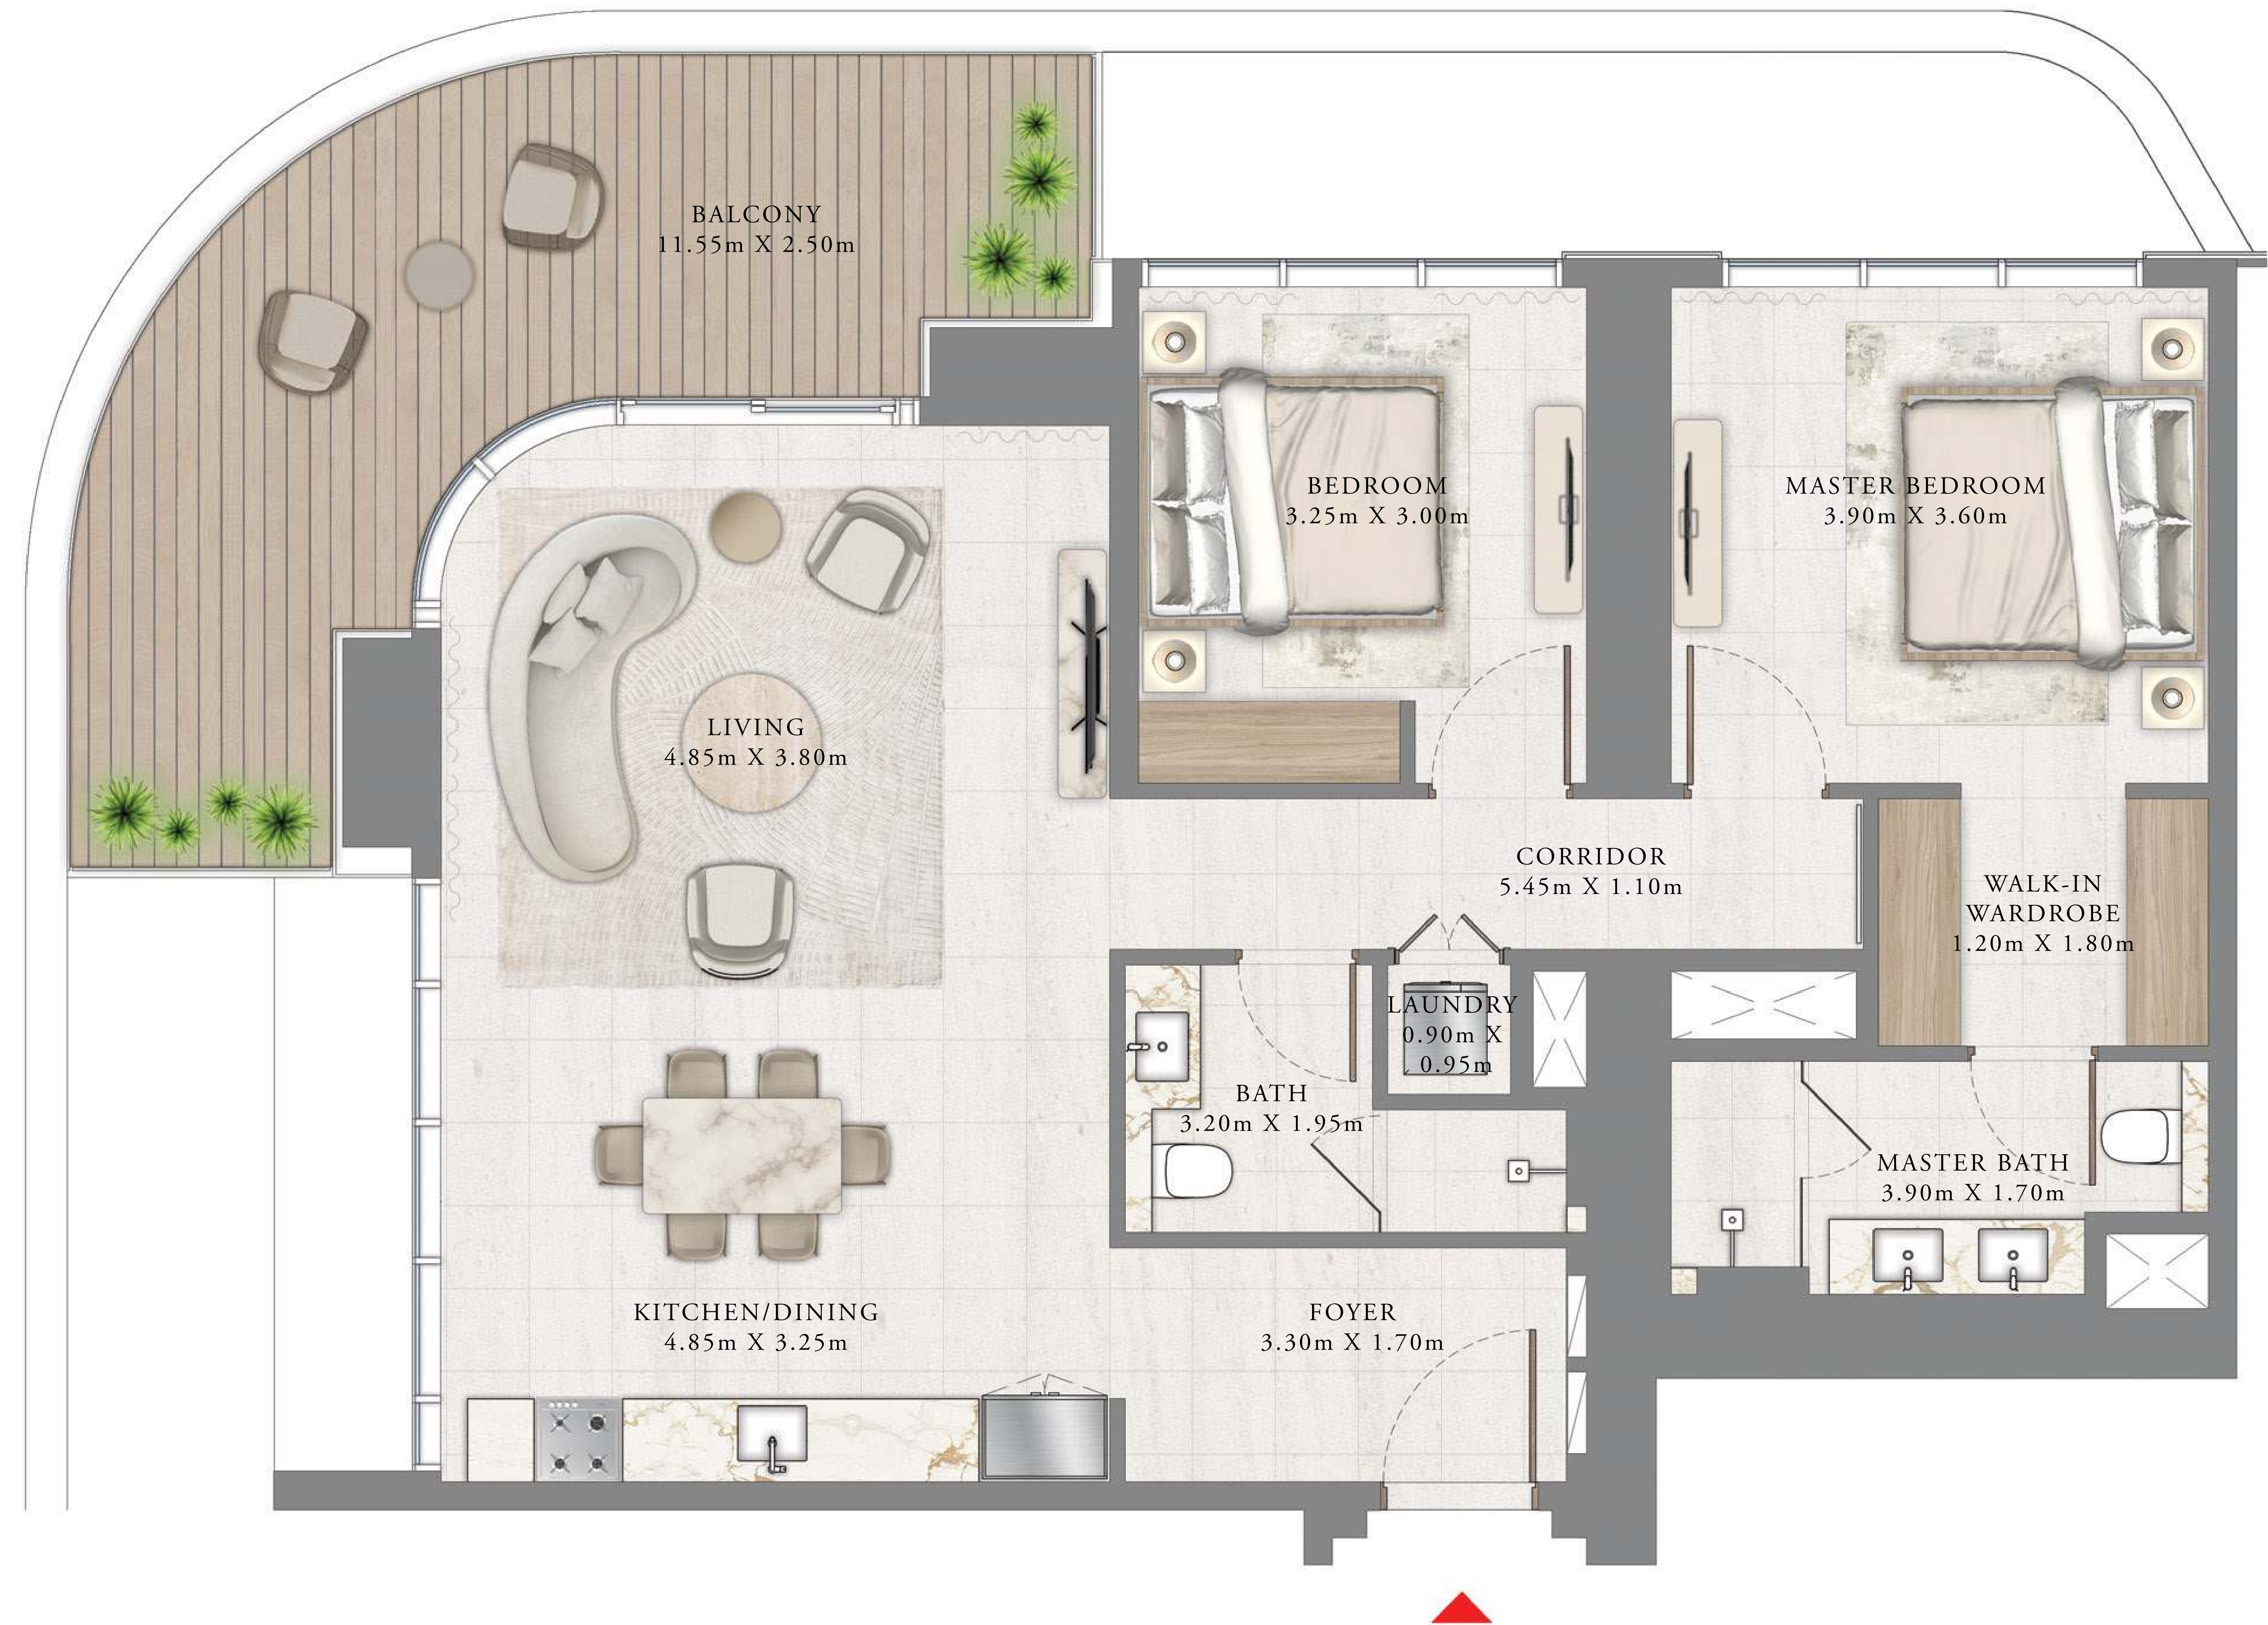 BALCONY
11.55m X 2.50m
BEDROOM
3.25m X 3.00m
MASTER BEDROOM
3.90m X 3.60m
LIVING
4.85m X 3.80m
CORRIDOR
5.45m X 1.10m
WALK-IN
WARDROBE
1.20m X 1.80m
LAUNDRY
0.90m X
0.95m
BATH
3.20m X 1.95m
MASTER BATH
3.90m X 1.70m
KITCHEN/DINING
4.85m X 3.25m
FOYER
3.30m X 1.70m